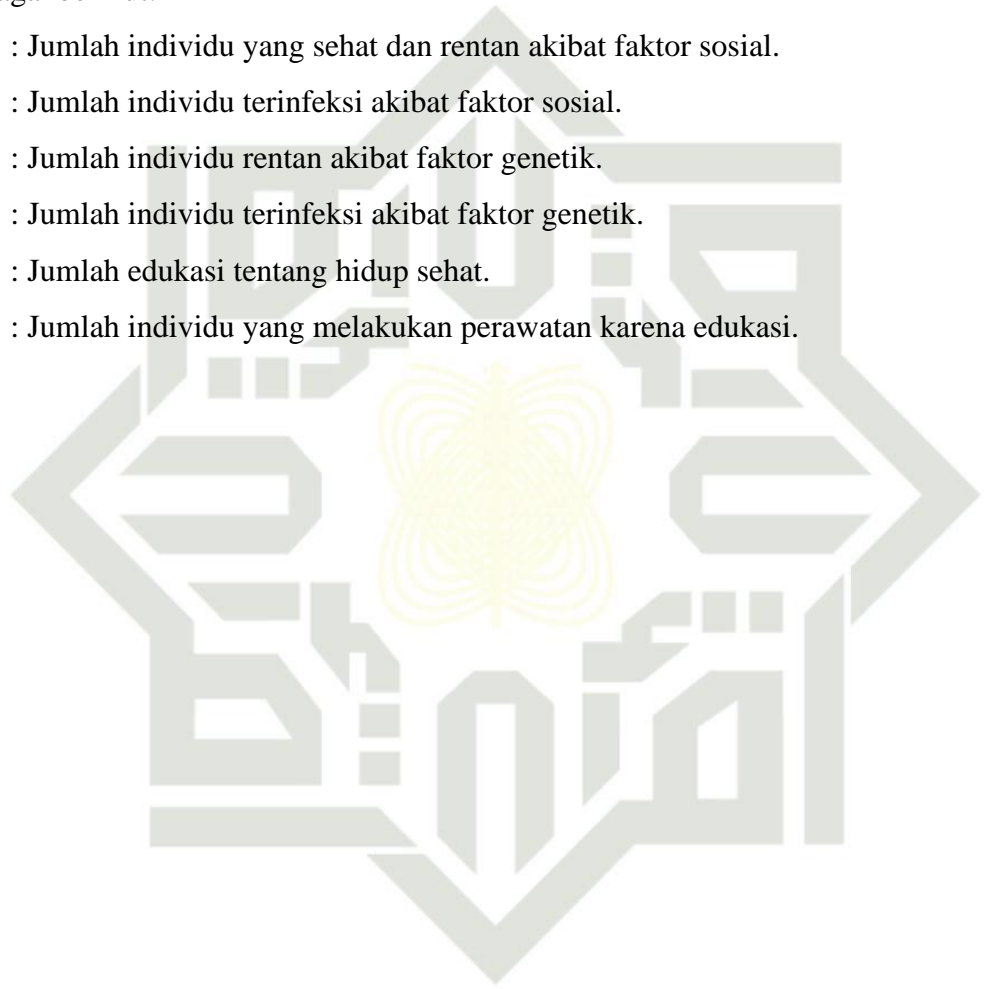 : Jumlah individu yang sehat dan rentan akibat faktor sosial.
: Jumlah individu terinfeksi akibat faktor sosial.
: Jumlah individu rentan akibat faktor genetik.
: Jumlah individu terinfeksi akibat faktor genetik.
: Jumlah edukasi tentang hidup sehat.
: Jumlah individu yang melakukan perawatan karena edukasi.